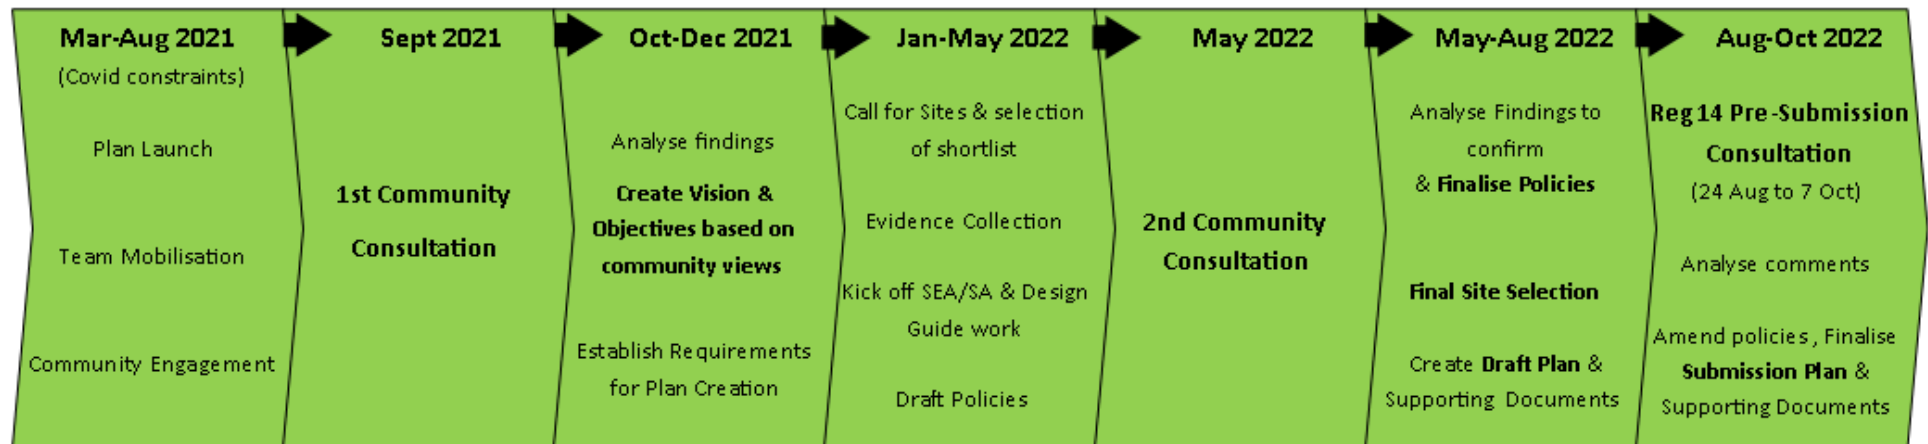 Mar-Aug 2021
(Covid constraints)
Plan Launch
Team Mobilisation
Community Engagement
Sept 2021
1st Community
Consultation
Oct-Dec 2021
Analyse findings
Create Vision &
Objectives based on
community views
Establish Requirements
for Plan Creation
Jan-May 2022
Call for Sites & selection
of shortlist
Evidence Collection
Kick off SEA/SA & Design
Guide work
Draft Policies
May 2022
2nd Community
Consultation
May-Aug 2022
Analyse Findings to
confirm
& Finalise Policies
Final Site Selection
Create Draft Plan &
Supporting Documents
Aug-Oct 2022
Reg14 Pre-Submission
Consultation
(24 Aug to 7 Oct)
Analyse comments
Amend policies, Finalise
Submission Plan &
Supporting Documents